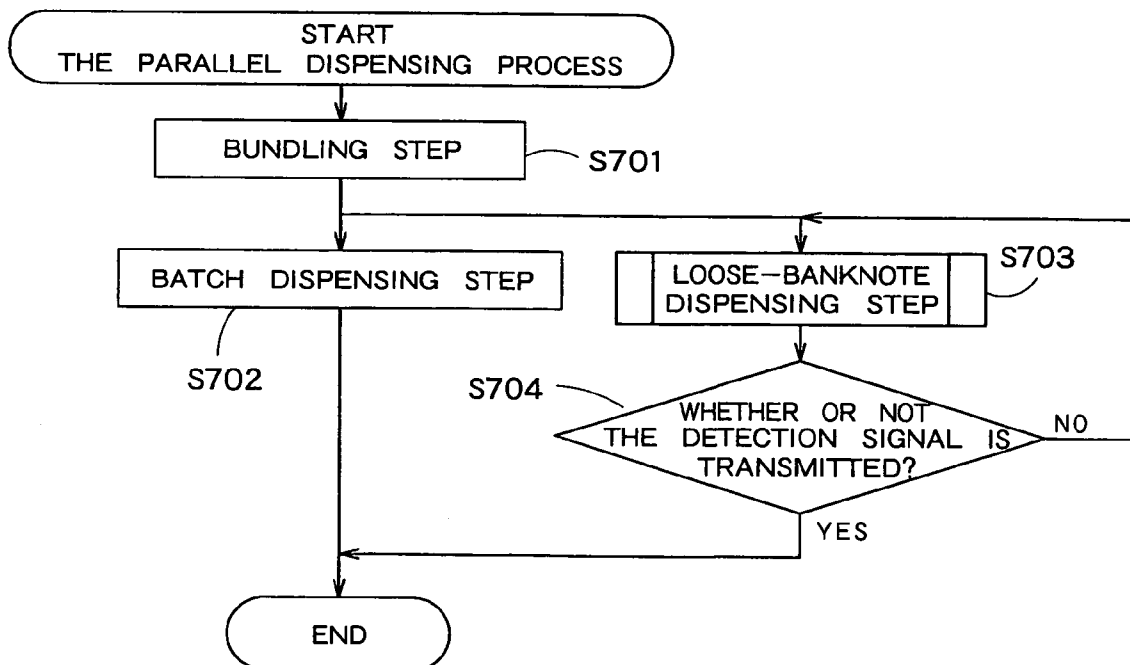 START
THE PARALLEL DISPENSING PROCESS
BUNDLING STEP
S701
BATCH DISPENSING STEP
S702
LOOSE-BANKNOTE
DISPENSING STEP
S703
S704
WHETHER OR NOT
THE DETECTION SIGNAL IS
TRANSMITTED?
NO
YES
END